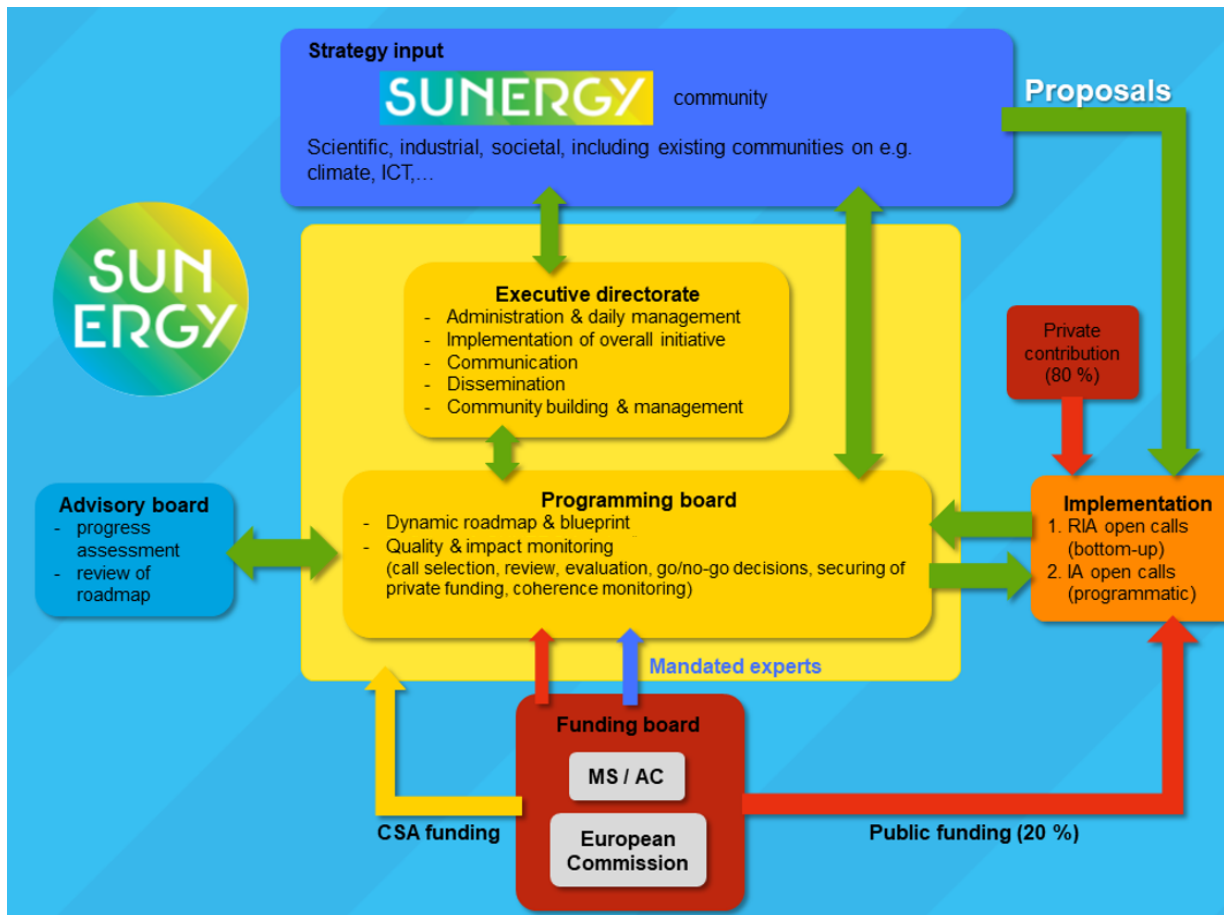 Strategy input
SUNERGY community
Scientific, industrial, societal, including existing communities on e.g.
climate, ICT,...
Proposals
SUN
ERGY
Executive directorate
- Administration & daily management
- Implementation of overall initiative
- Communication
- Dissemination
- Community building & management
Private
contribution
(80 %)
Advisory board
- progress
assessment
- review of
roadmap
Programming board
- Dynamic roadmap & blueprint
- Quality & impact monitoring
(call selection, review, evaluation, go/no-go decisions, securing of
private funding, coherence monitoring)
Implementation
1. RIA open calls
(bottom-up)
2. IA open calls
(programmatic)
Mandated experts
Funding board
MS / AC
European
Commission
CSA funding
Public funding (20 %)